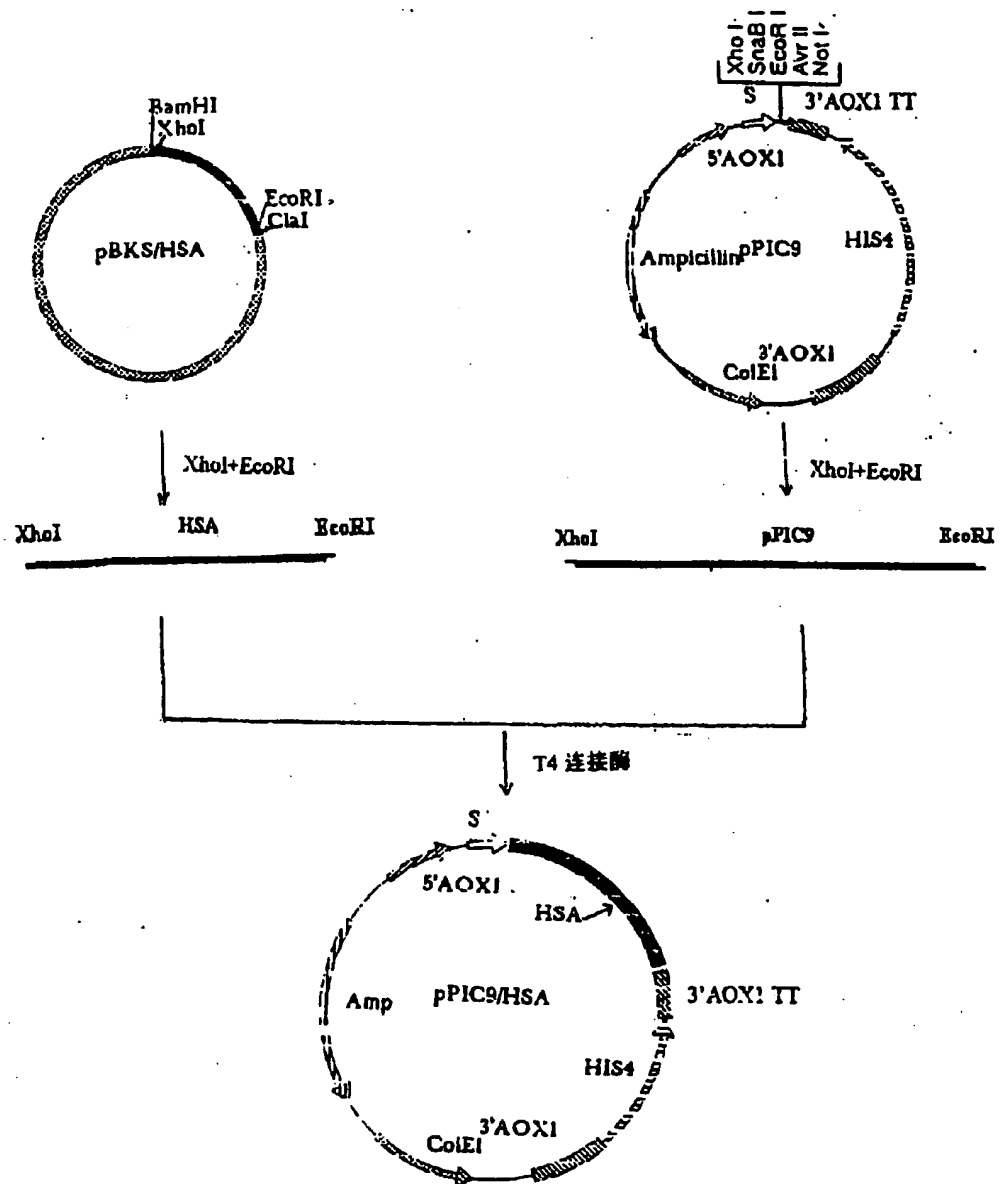 BamHI
XhoI
EcoRI
ClaI
pBKS/HSA
Xho I
SnaB I
EcoR I
Avr II
Not I
S
3'AOX1 TT
5'AOX1
HIS4
Ampicillin
pPIC9
3'AOX1
ColE1
XhoI+EcoRI
XhoI+EcoRI
XhoI HSA EcoRI
XhoI pPIC9 EcoRI
T4 连接酶
S
5'AOX1
HSA
3'AOX1 TT
Amp
pPIC9/HSA
HIS4
3'AOX1
ColE1